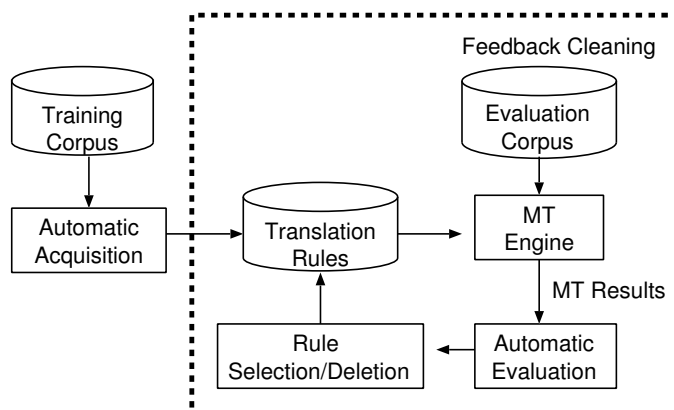 Feedback Cleaning
Training
Corpus
Evaluation
Corpus
Automatic
Acquisition
Translation
Rules
MT
Engine
MT Results
Rule
Selection/Deletion
Automatic
Evaluation